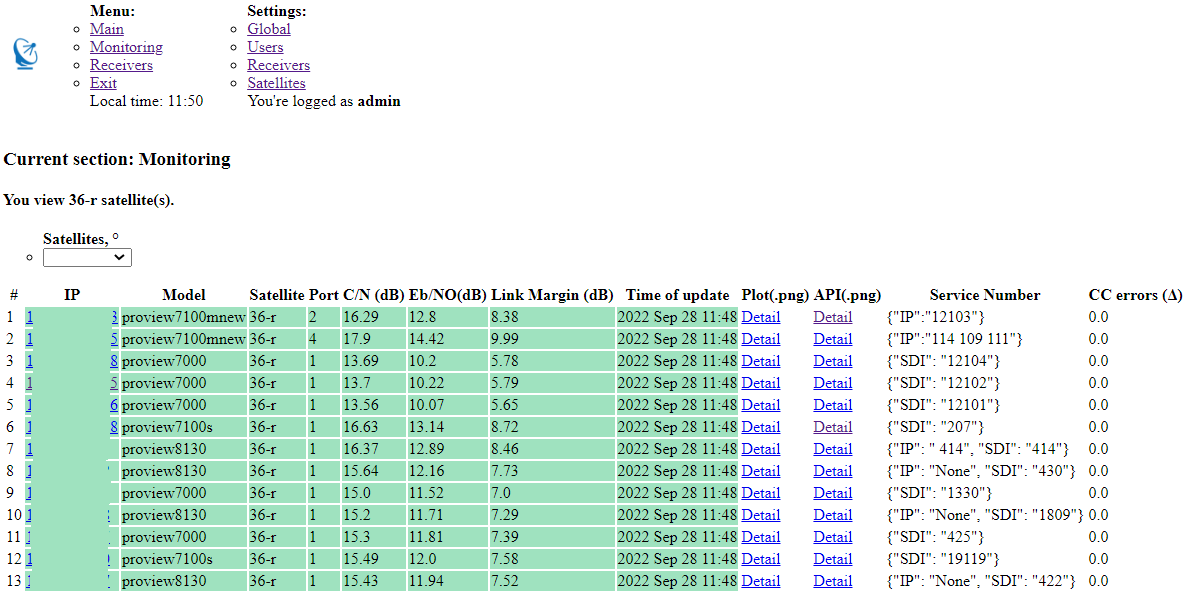 Menu:
Main
Monitoring
Receivers
Exit
Local time: 11:50
Settings:
Global
Users
Receivers
Satellites
You're logged as admin
Current section: Monitoring
You view 36-r satellite(s).
Satellites, °
# IP Model Satellite Port C/N (dB) Eb/NO(dB) Link Margin (dB) Time of update Plot(.png) API(.png) Service Number CC errors (Δ)
1 1 3 proview7100mnew 36-r 2 16.29 12.8 8.38 2022 Sep 28 11:48 Detail Detail {"IP":"12103"} 0.0
2 1 5 proview7100mnew 36-r 4 17.9 14.42 9.99 2022 Sep 28 11:48 Detail Detail {"IP":"114 109 111"} 0.0
3 1 8 proview7000 36-r 1 13.69 10.2 5.78 2022 Sep 28 11:48 Detail Detail {"SDI": "12104"} 0.0
4 1 5 proview7000 36-r 1 13.7 10.22 5.79 2022 Sep 28 11:48 Detail Detail {"SDI": "12102"} 0.0
5 1 6 proview7000 36-r 1 13.56 10.07 5.65 2022 Sep 28 11:48 Detail Detail {"SDI": "12101"} 0.0
6 1 8 proview7100s 36-r 1 16.63 13.14 8.72 2022 Sep 28 11:48 Detail Detail {"SDI": "207"} 0.0
7 1 proview8130 36-r 1 16.37 12.89 8.46 2022 Sep 28 11:48 Detail Detail {"IP": " 414", "SDI": "414"} 0.0
8 1 proview8130 36-r 1 15.64 12.16 7.73 2022 Sep 28 11:48 Detail Detail {"IP": "None", "SDI": "430"} 0.0
9 1 proview7000 36-r 1 15.0 11.52 7.0 2022 Sep 28 11:48 Detail Detail {"SDI": "1330"} 0.0
10 1 proview8130 36-r 1 15.2 11.71 7.29 2022 Sep 28 11:48 Detail Detail {"IP": "None", "SDI": "1809"} 0.0
11 1 proview7000 36-r 1 15.3 11.81 7.39 2022 Sep 28 11:48 Detail Detail {"SDI": "425"} 0.0
12 1 proview7100s 36-r 1 15.49 12.0 7.58 2022 Sep 28 11:48 Detail Detail {"SDI": "19119"} 0.0
13 1 proview8130 36-r 1 15.43 11.94 7.52 2022 Sep 28 11:48 Detail Detail {"IP": "None", "SDI": "422"} 0.0